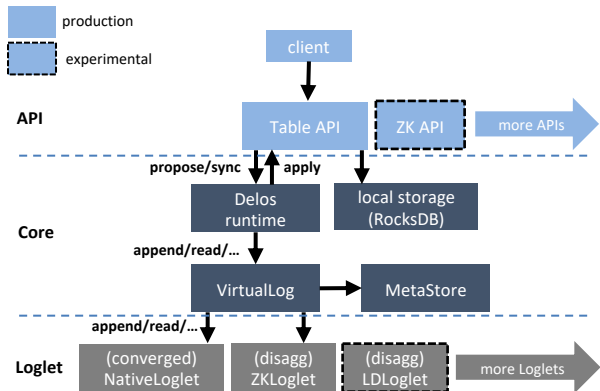 production
experimental
client
API
Table API
ZK API
more APIs
propose/sync
apply
Delos
runtime
local storage
(RocksDB)
Core
append/read/…
VirtualLog
MetaStore
append/read/…
Loglet
(converged)
NativeLoglet
(disagg)
ZKLoglet
(disagg)
LDLoglet
more Loglets